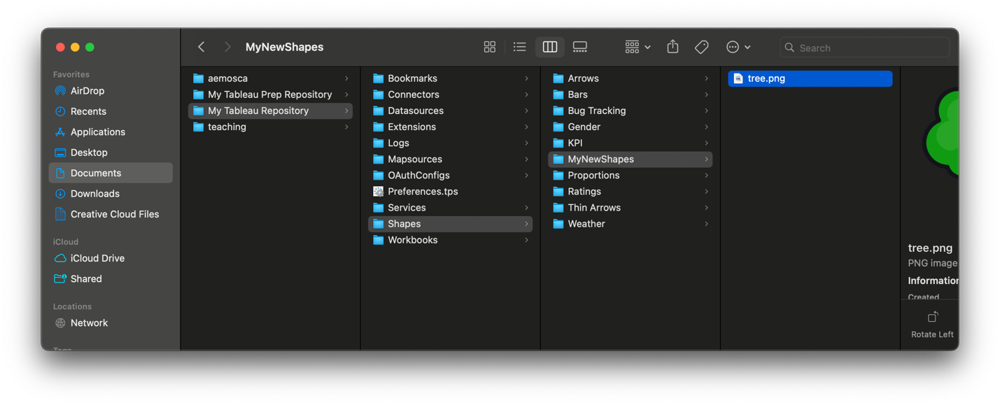 MyNewShapes
Search
Favorites
AirDrop
Recents
Applications
Desktop
Documents
Downloads
Creative Cloud Files
iCloud
iCloud Drive
Shared
Locations
Network
Tags
aemosca
My Tableau Prep Repository
My Tableau Repository
teaching
Bookmarks
Connectors
Datasources
Extensions
Logs
Mapsources
OAuthConfigs
Preferences.tps
Services
Shapes
Workbooks
Arrows
Bars
Bug Tracking
Gender
KPI
MyNewShapes
Proportions
Ratings
Thin Arrows
Weather
tree.png
tree.png
PNG image
Information
Created
Rotate Left